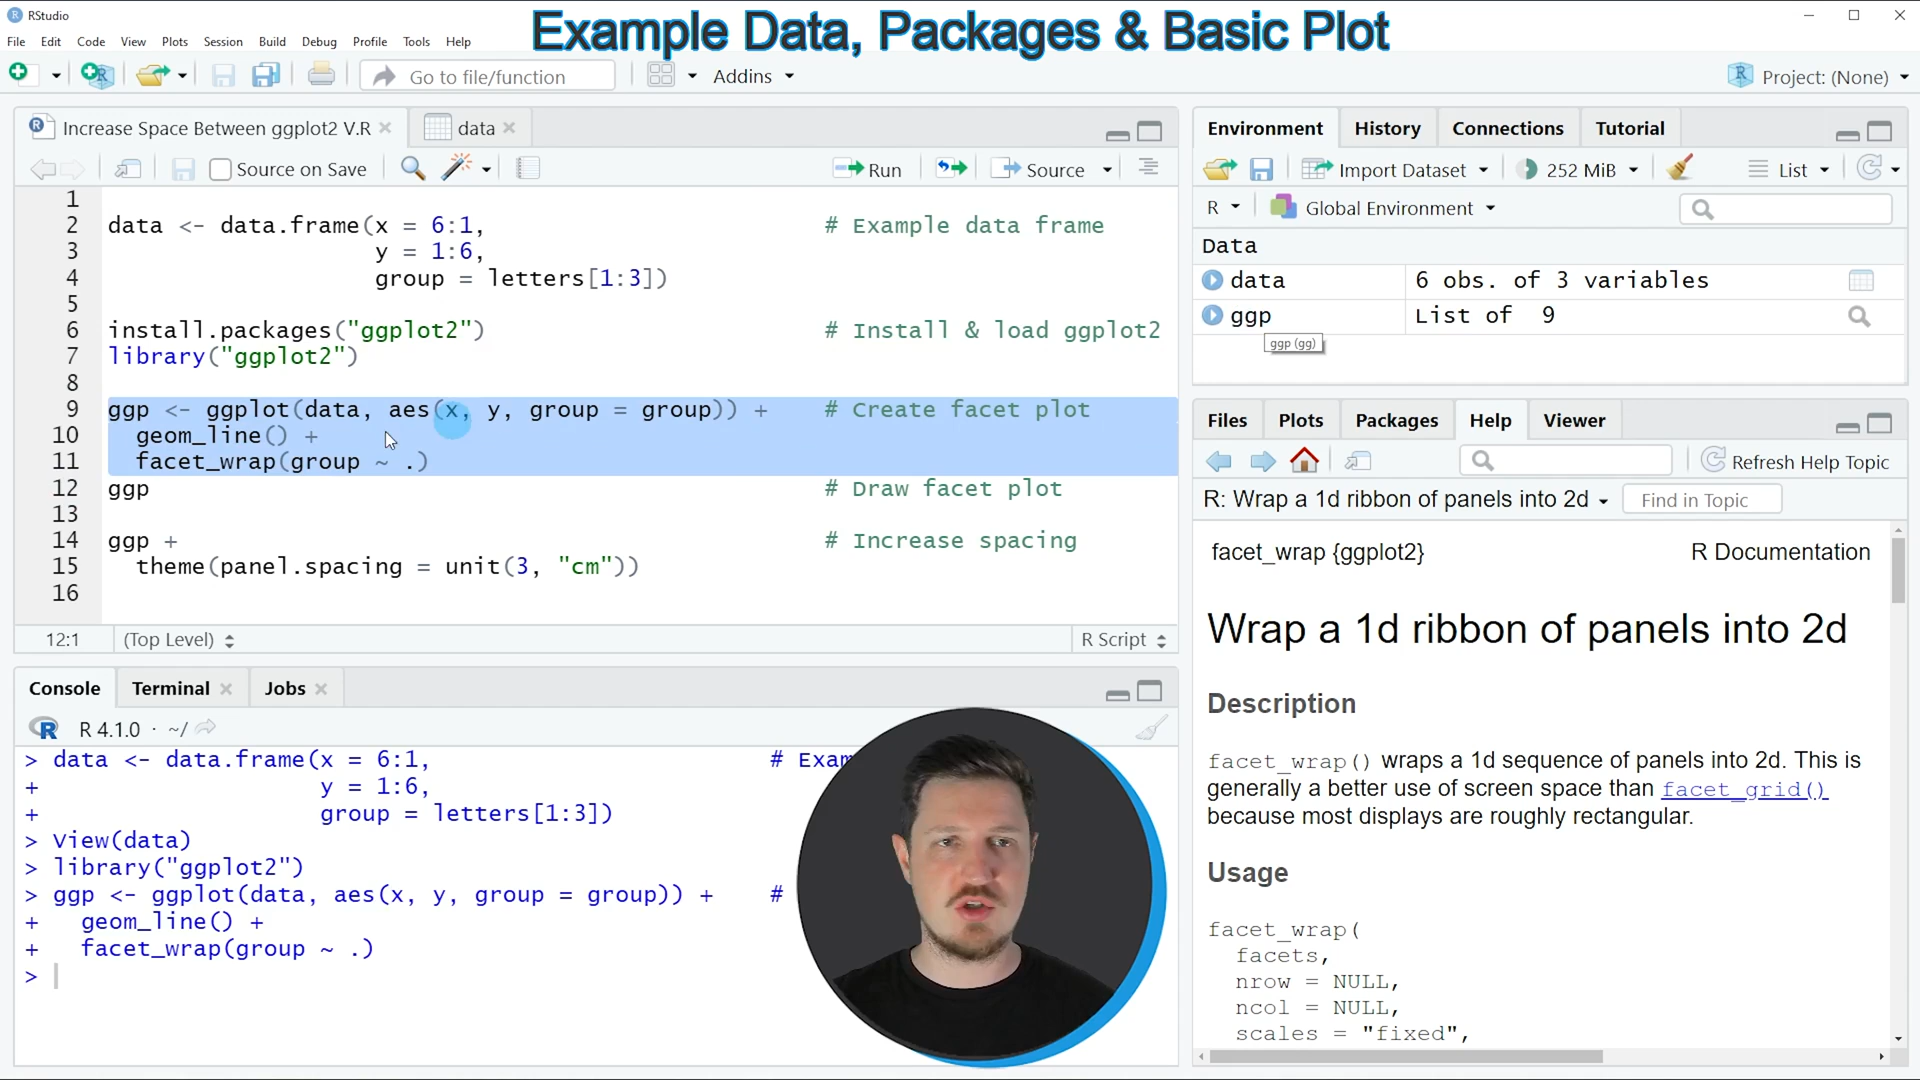 RStudio
Example Data, Packages & Basic Plot
File Edit Code View Plots Session Build Debug Profile Tools Help
Go to file/function
Addins
Project: (None)
Increase Space Between ggplot2 V.R
data
Source on Save
Run
Source
1
2 data <- data.frame(x = 6:1, # Example data frame
3 y = 1:6,
4 group = letters[1:3])
5
6 install.packages("ggplot2") # Install & load ggplot2
7 library("ggplot2")
8
9 ggp <- ggplot(data, aes(x, y, group = group)) + # Create facet plot
10 geom_line() +
11 facet_wrap(group ~ .)
12 ggp # Draw facet plot
13
14 ggp + # Increase spacing
15 theme(panel.spacing = unit(3, "cm"))
16
12:1 (Top Level) R Script
Console Terminal Jobs
R 4.1.0 · ~/
> data <- data.frame(x = 6:1, # Exam
+ y = 1:6,
+ group = letters[1:3])
> View(data)
> library("ggplot2")
> ggp <- ggplot(data, aes(x, y, group = group)) + #
+ geom_line() +
+ facet_wrap(group ~ .)
>
Environment History Connections Tutorial
Import Dataset 252 MiB List
R Global Environment
Data
data 6 obs. of 3 variables
ggp List of 9
ggp (gg)
Files Plots Packages Help Viewer
Refresh Help Topic
R: Wrap a 1d ribbon of panels into 2d Find in Topic
facet_wrap {ggplot2} R Documentation
Wrap a 1d ribbon of panels into 2d
Description
facet_wrap() wraps a 1d sequence of panels into 2d. This is
generally a better use of screen space than facet_grid()
because most displays are roughly rectangular.
Usage
facet_wrap(
facets,
nrow = NULL,
ncol = NULL,
scales = "fixed",